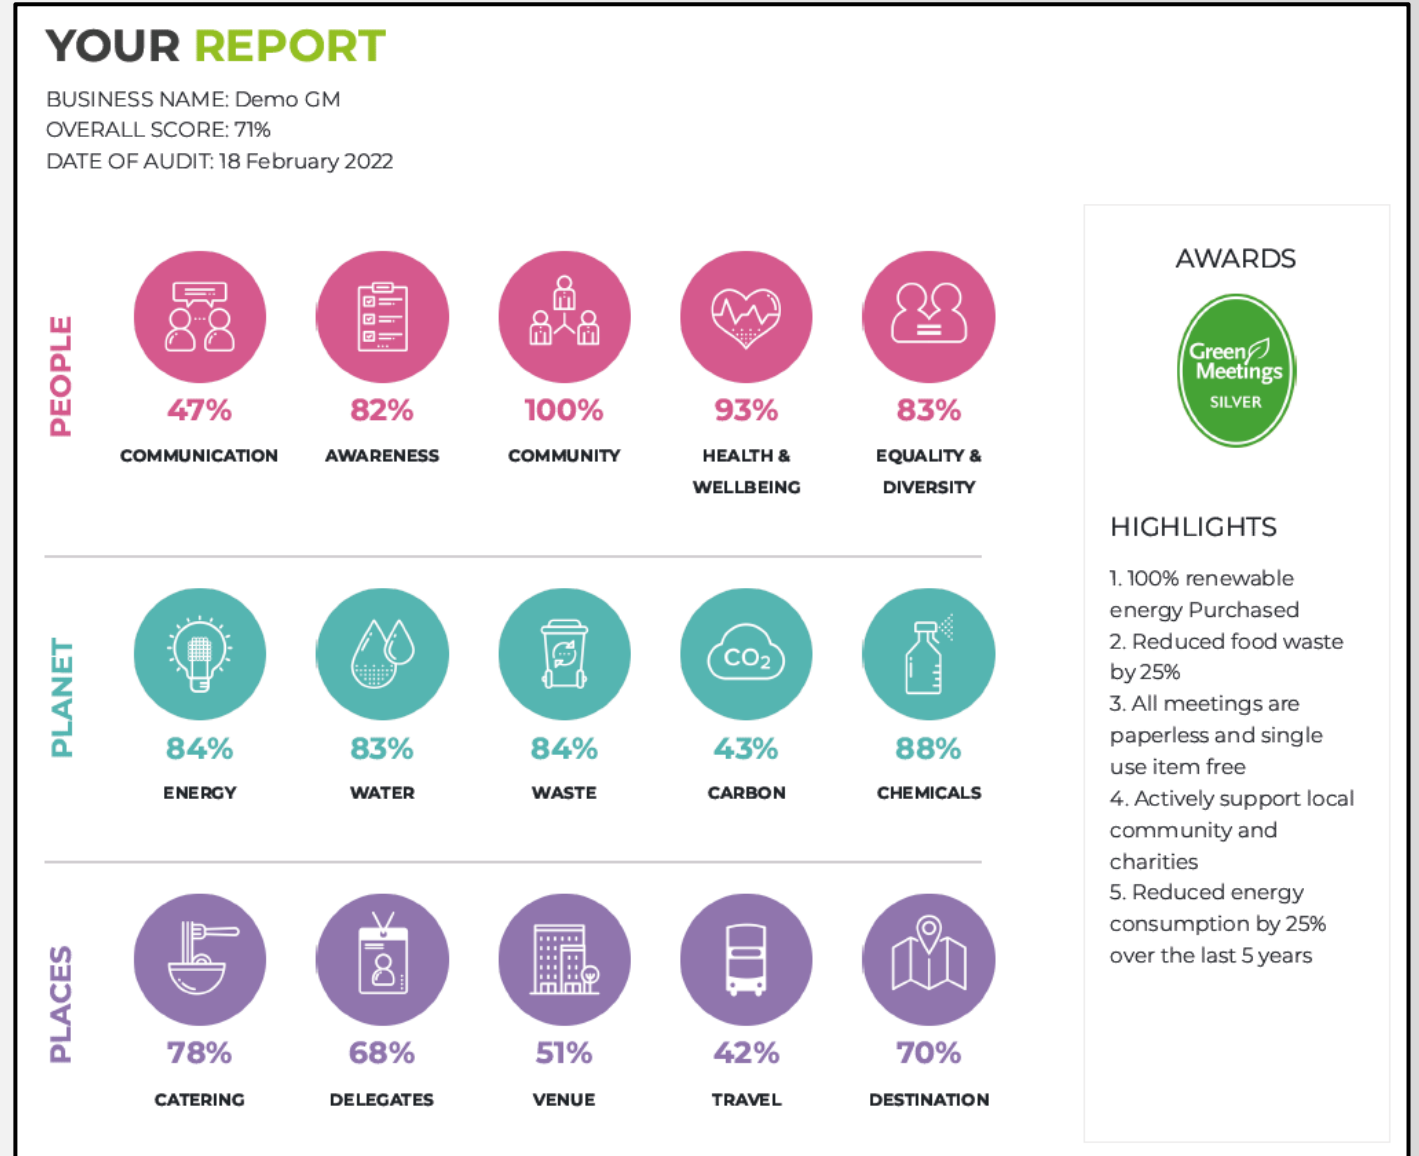 YOUR REPORT
BUSINESS NAME: Demo GM
OVERALL SCORE: 71%
DATE OF AUDIT: 18 February 2022
PEOPLE
47%
COMMUNICATION
82%
AWARENESS
100%
COMMUNITY
93%
HEALTH &
WELLBEING
83%
EQUALITY &
DIVERSITY
PLANET
84%
ENERGY
83%
WATER
84%
WASTE
CO2
43%
CARBON
88%
CHEMICALS
PLACES
78%
CATERING
68%
DELEGATES
51%
VENUE
42%
TRAVEL
70%
DESTINATION
AWARDS
Green
Meetings
SILVER
HIGHLIGHTS
1. 100% renewable
energy Purchased
2. Reduced food waste
by 25%
3. All meetings are
paperless and single
use item free
4. Actively support local
community and
charities
5. Reduced energy
consumption by 25%
over the last 5 years